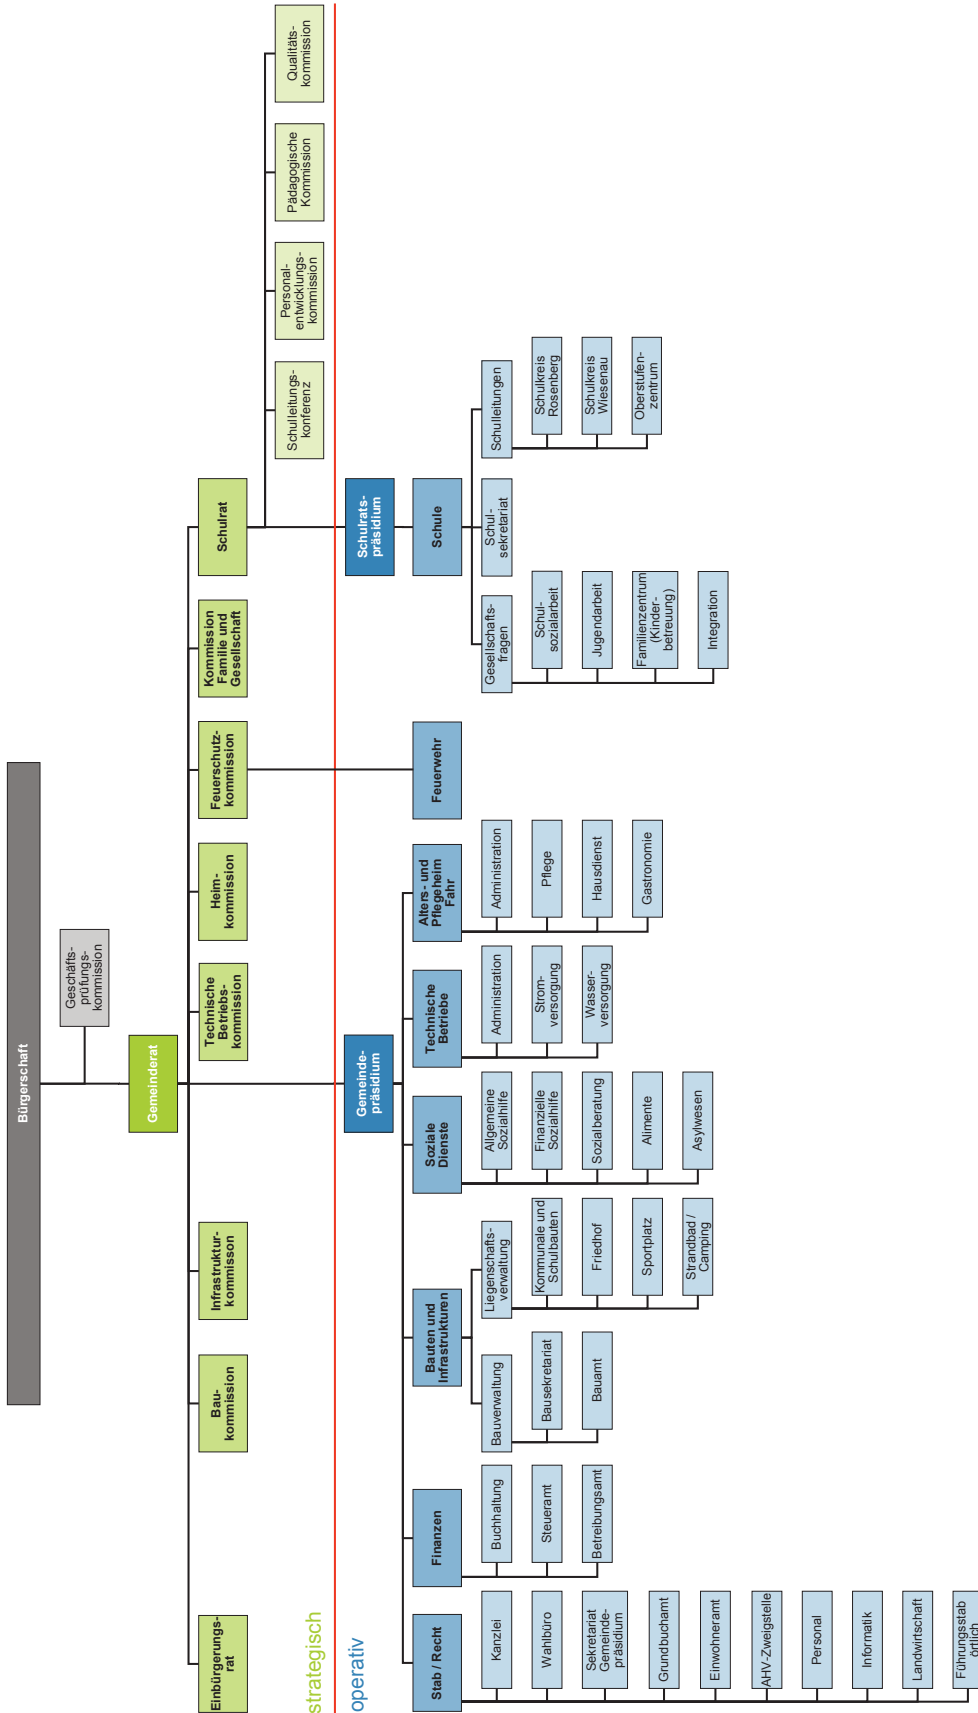 Bürgerschaft
Geschäfts-
prüfungs-
kommission
Gemeinderat
Einbürgerungs-
rat
Bau-
kommission
Infrastruktur-
kommisson
Technische
Betriebs-
kommission
Heim-
kommission
Feuerschutz-
kommission
Kommission
Familie und
Gesellschaft
Schulrat
Schulleitungs-
konferenz
Personal-
entwicklungs-
kommission
Pädagogische
Kommission
Qualitäts-
kommission
strategisch
operativ
Gemeinde-
präsidium
Schulrats-
präsidium
Stab / Recht
Kanzlei
Wahlbüro
Sekretariat
Gemeinde-
präsidium
Grundbuchamt
Einwohneramt
AHV-Zweigstelle
Personal
Informatik
Landwirtschaft
Führungsstab
örtlich
Finanzen
Buchhaltung
Steueramt
Betreibungsamt
Bauten und
Infrastrukturen
Bauverwaltung
Bausekretariat
Bauamt
Liegenschafts-
verwaltung
Kommunale und
Schulbauten
Friedhof
Sportplatz
Strandbad /
Camping
Soziale
Dienste
Allgemeine
Sozialhilfe
Finanzielle
Sozialhilfe
Sozialberatung
Alimente
Asylwesen
Technische
Betriebe
Administration
Strom-
versorgung
Wasser-
versorgung
Alters- und
Pflegeheim
Fahr
Administration
Pflege
Hausdienst
Gastronomie
Feuerwehr
Schule
Gesellschafts-
fragen
Schul-
sozialarbeit
Jugendarbeit
Familienzentrum
(Kinder-
betreuung)
Integration
Schul-
sekretariat
Schulleitungen
Schulkreis
Rosenberg
Schulkreis
Wiesenau
Oberstufen-
zentrum